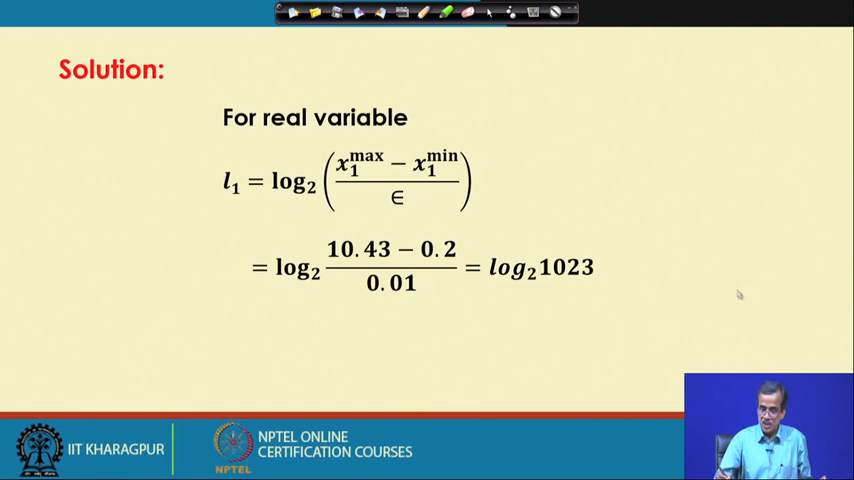 Solution:
For real variable
l₁ = log₂ ( (x₁^max − x₁^min) / ∈ )
= log₂ (10.43 − 0.2) / 0.01 = log₂1023
IIT KHARAGPUR
NPTEL
NPTEL ONLINE
CERTIFICATION COURSES